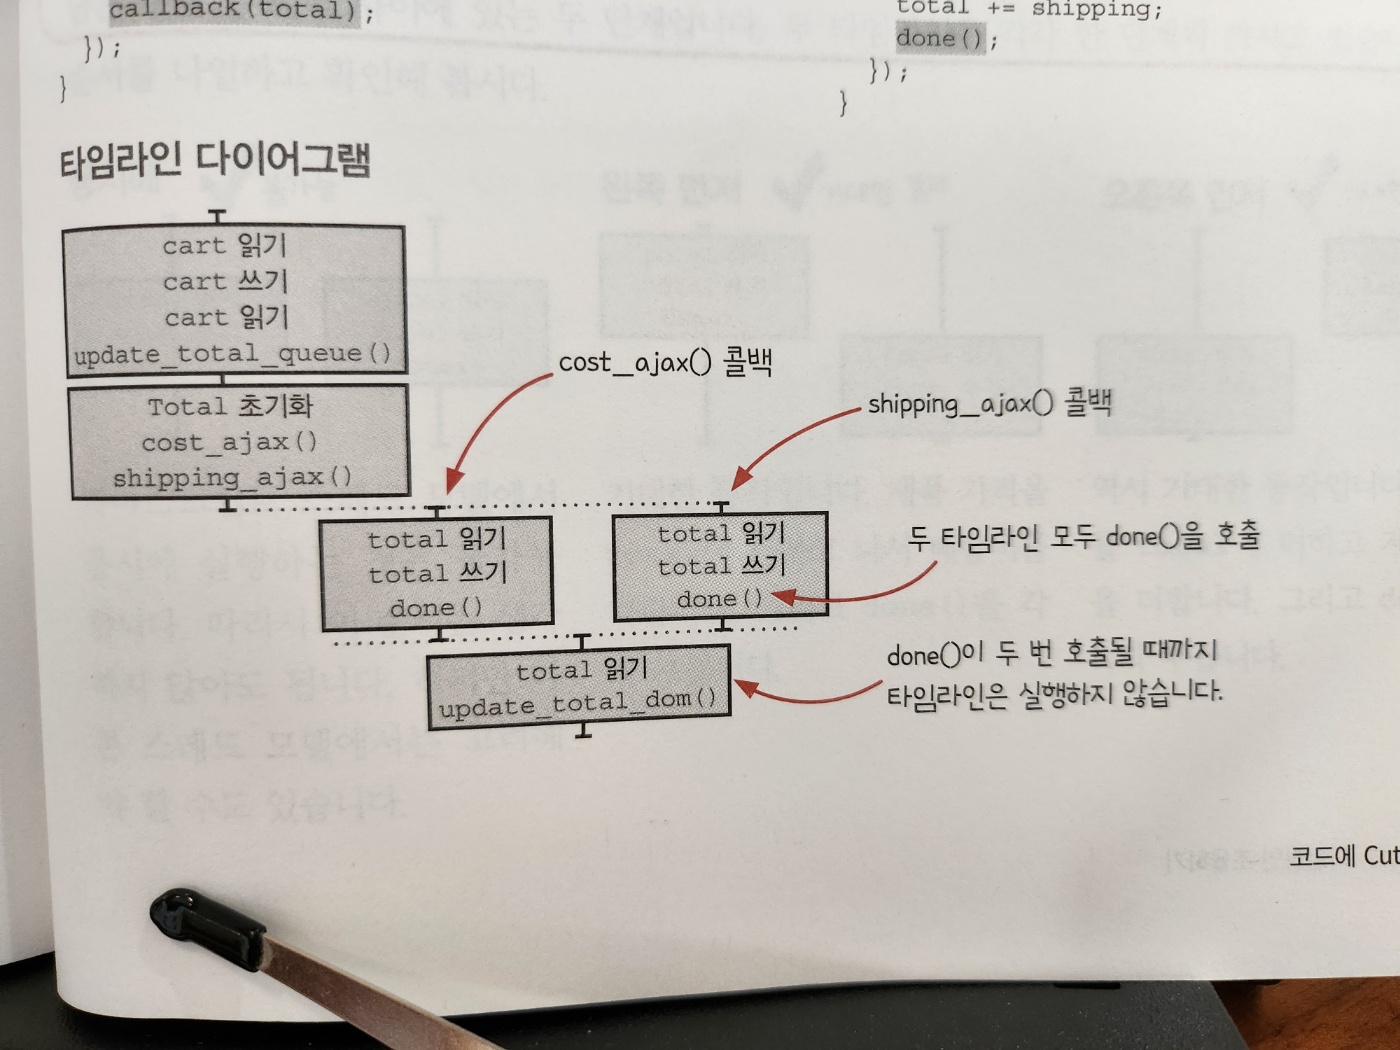 callback(total);
});
}
total += shipping;
done();
});
}
타임라인 다이어그램
cart 읽기
cart 쓰기
cart 읽기
update_total_queue()
Total 초기화
cost_ajax()
shipping_ajax()
cost_ajax() 콜백
shipping_ajax() 콜백
total 읽기
total 쓰기
done()
total 읽기
total 쓰기
done()
두 타임라인 모두 done()을 호출
total 읽기
update_total_dom()
done()이 두 번 호출될 때까지
타임라인은 실행하지 않습니다.
코드에 Cut